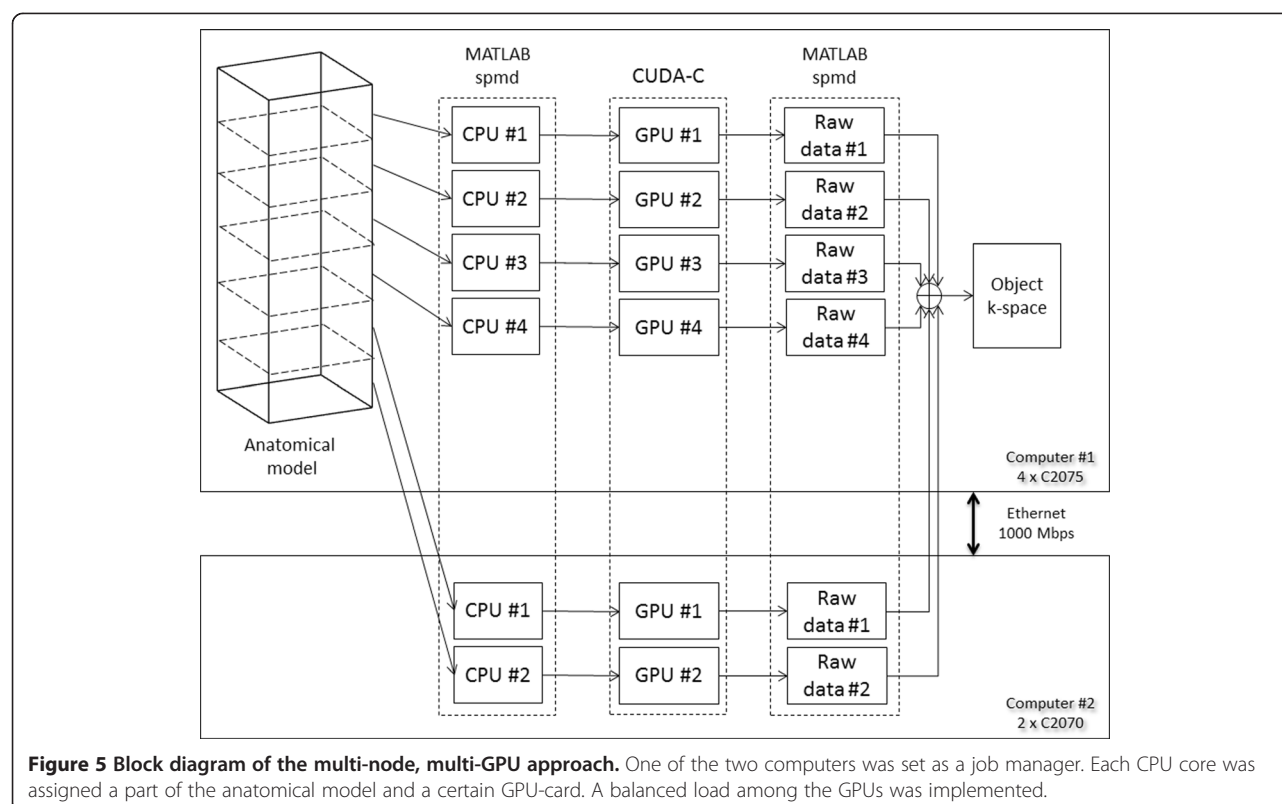 MATLAB
spmd
CUDA-C
MATLAB
spmd
CPU #1
GPU #1
Raw
data #1
CPU #2
GPU #2
Raw
data #2
CPU #3
GPU #3
Raw
data #3
CPU #4
GPU #4
Raw
data #4
Object
k-space
Anatomical
model
Computer #1
4 x C2075
Ethernet
1000 Mbps
CPU #1
GPU #1
Raw
data #1
CPU #2
GPU #2
Raw
data #2
Computer #2
2 x C2070
Figure 5 Block diagram of the multi-node, multi-GPU approach. One of the two computers was set as a job manager. Each CPU core was
assigned a part of the anatomical model and a certain GPU-card. A balanced load among the GPUs was implemented.